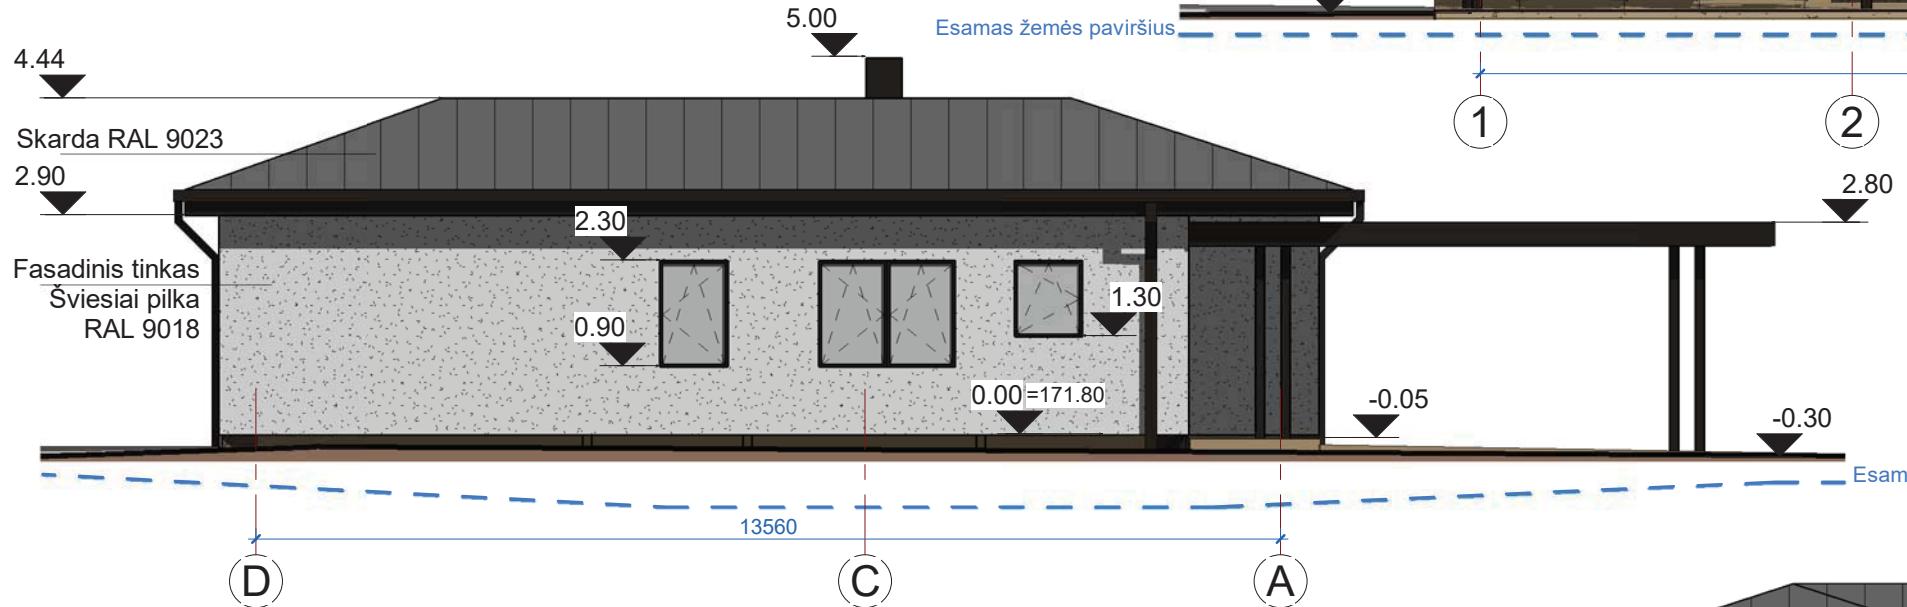 5.00
Esamas žemės paviršius
4.44
1
2
Skarda RAL 9023
2.90
2.80
2.30
Fasadinis tinkas
Šviesiai pilka
RAL 9018
1.30
0.90
0.00 =171.80
-0.05
-0.30
Esam
13560
D
C
A